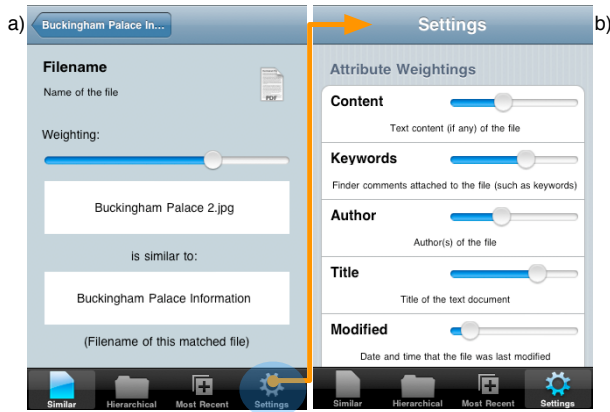 a)
Buckingham Palace In...
Filename
Name of the file
PDF
Weighting:
Buckingham Palace 2.jpg
is similar to:
Buckingham Palace Information
(Filename of this matched file)
Similar
Hierarchical
Most Recent
Settings
b)
Settings
Attribute Weightings
Content
Text content (if any) of the file
Keywords
Finder comments attached to the file (such as keywords)
Author
Author(s) of the file
Title
Title of the text document
Modified
Date and time that the file was last modified
Similar
Hierarchical
Most Recent
Settings